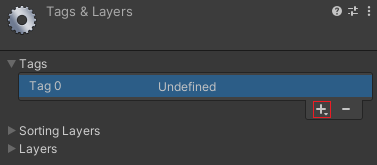 Tags & Layers
Tags
Tag 0 Undefined
Sorting Layers
Layers